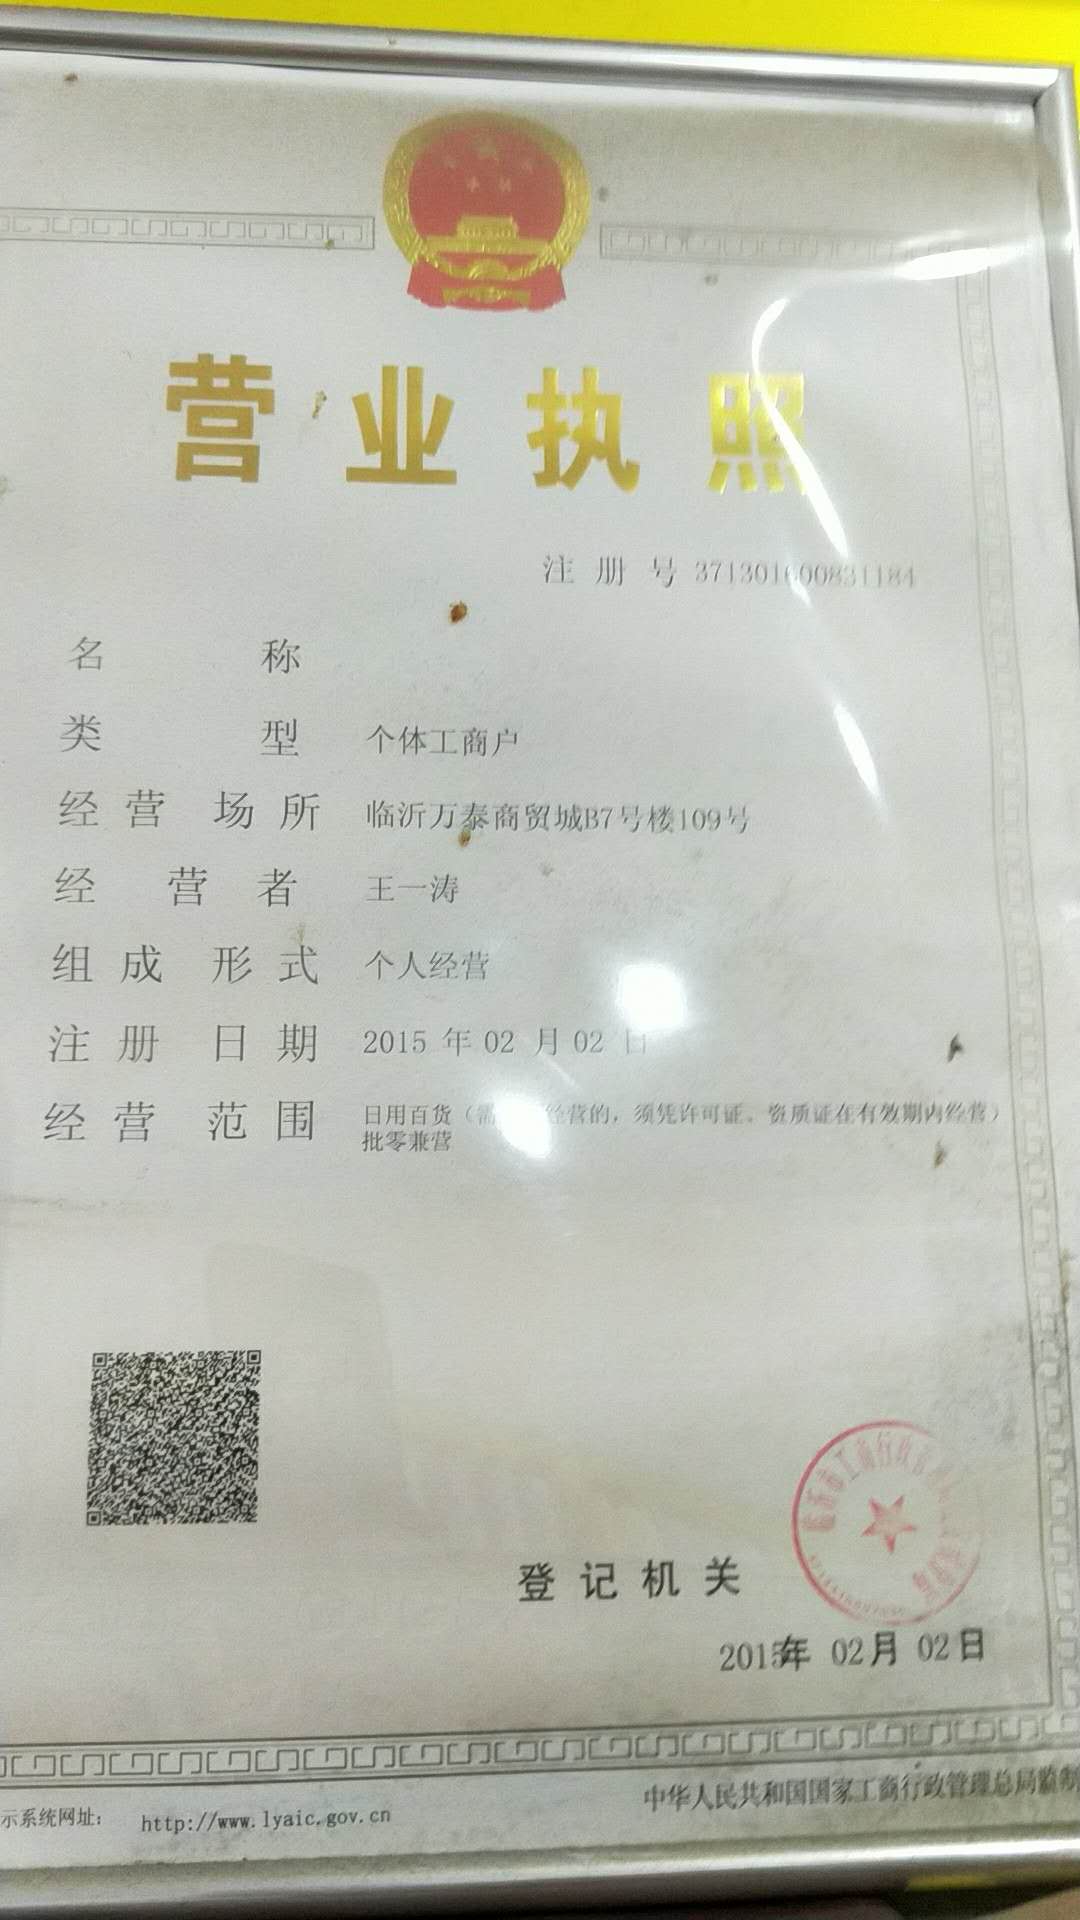 营业执照
注册号 371301600831184
名称
类型 个体工商户
经营场所 临沂万泰商贸城B7号楼109号
经营者 王一涛
组成形式 个人经营
注册日期 2015 年 02 月 02 日
经营范围 日用百货（需 经营的，须凭许可证、资质证在有效期内经营）
批零兼营
登记机关
2015年 02月 02日
示系统网址： http://www.lyaic.gov.cn
中华人民共和国国家工商行政管理总局监制